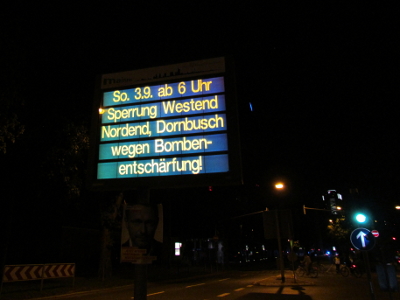 So. 3.9. ab 6 Uhr
Sperrung Westend
Nordend, Dornbusch
wegen Bomben-
entschärfung!